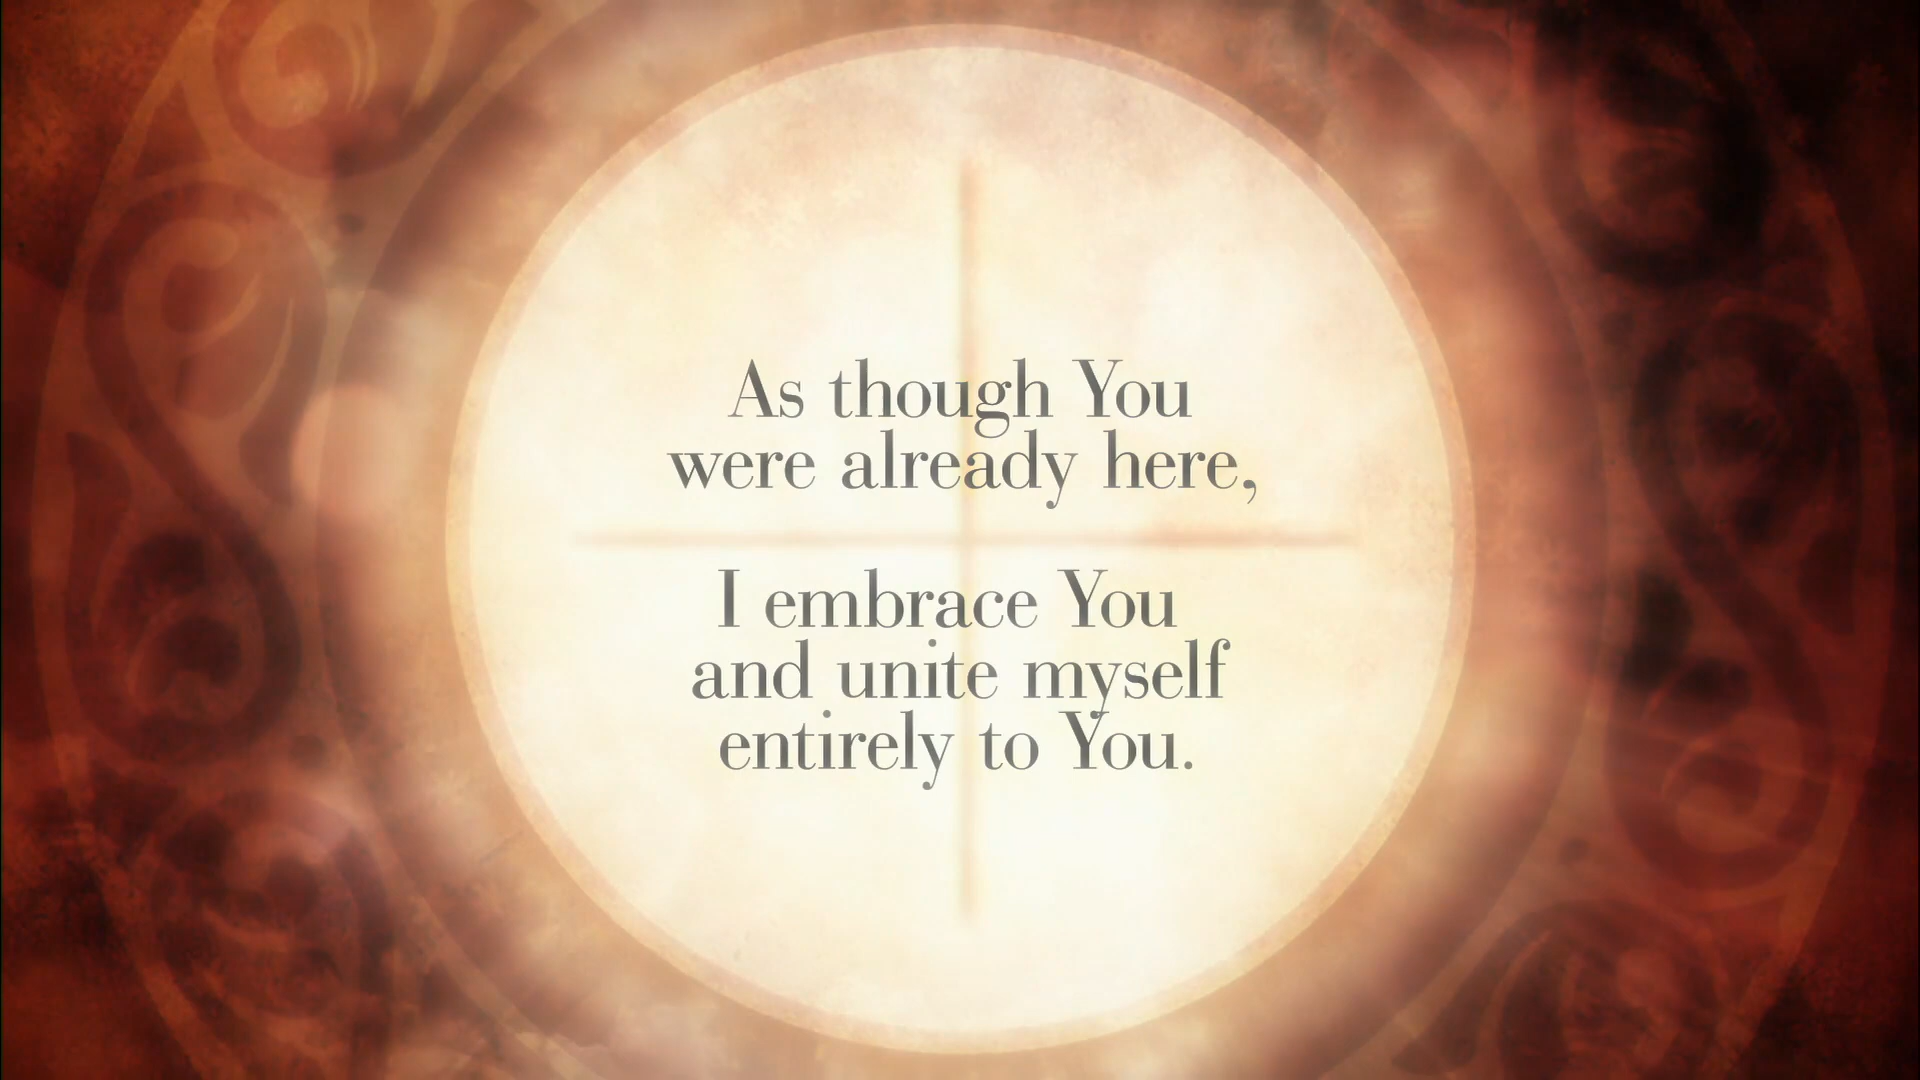 As though You
were already here,
I embrace You
and unite myself
entirely to You.